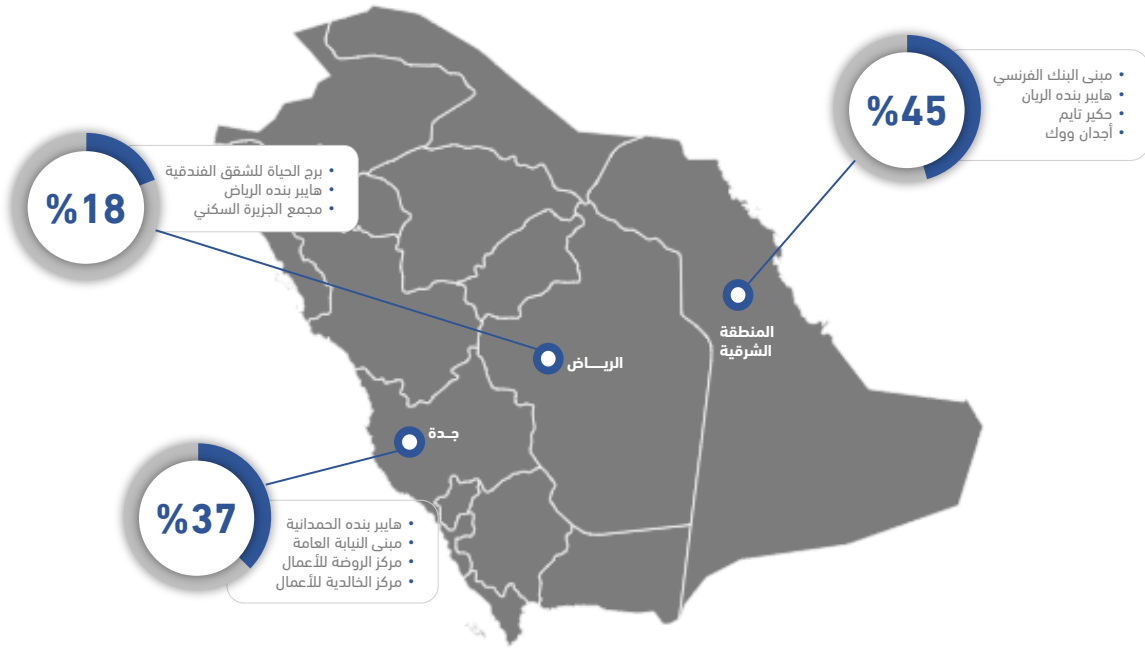 %45
• مبنى البنك الفرنسي
• هايبر بنده الريان
• حكير تايم
• أجدان ووك
%18
• برج الحياة للشقق الفندقية
• هايبر بنده الرياض
• مجمع الجزيرة السكني
المنطقة
الشرقية
الريـــاض
جــدة
%37
• هايبر بنده الحمدانية
• مبنى النيابة العامة
• مركز الروضة للأعمال
• مركز الخالدية للأعمال